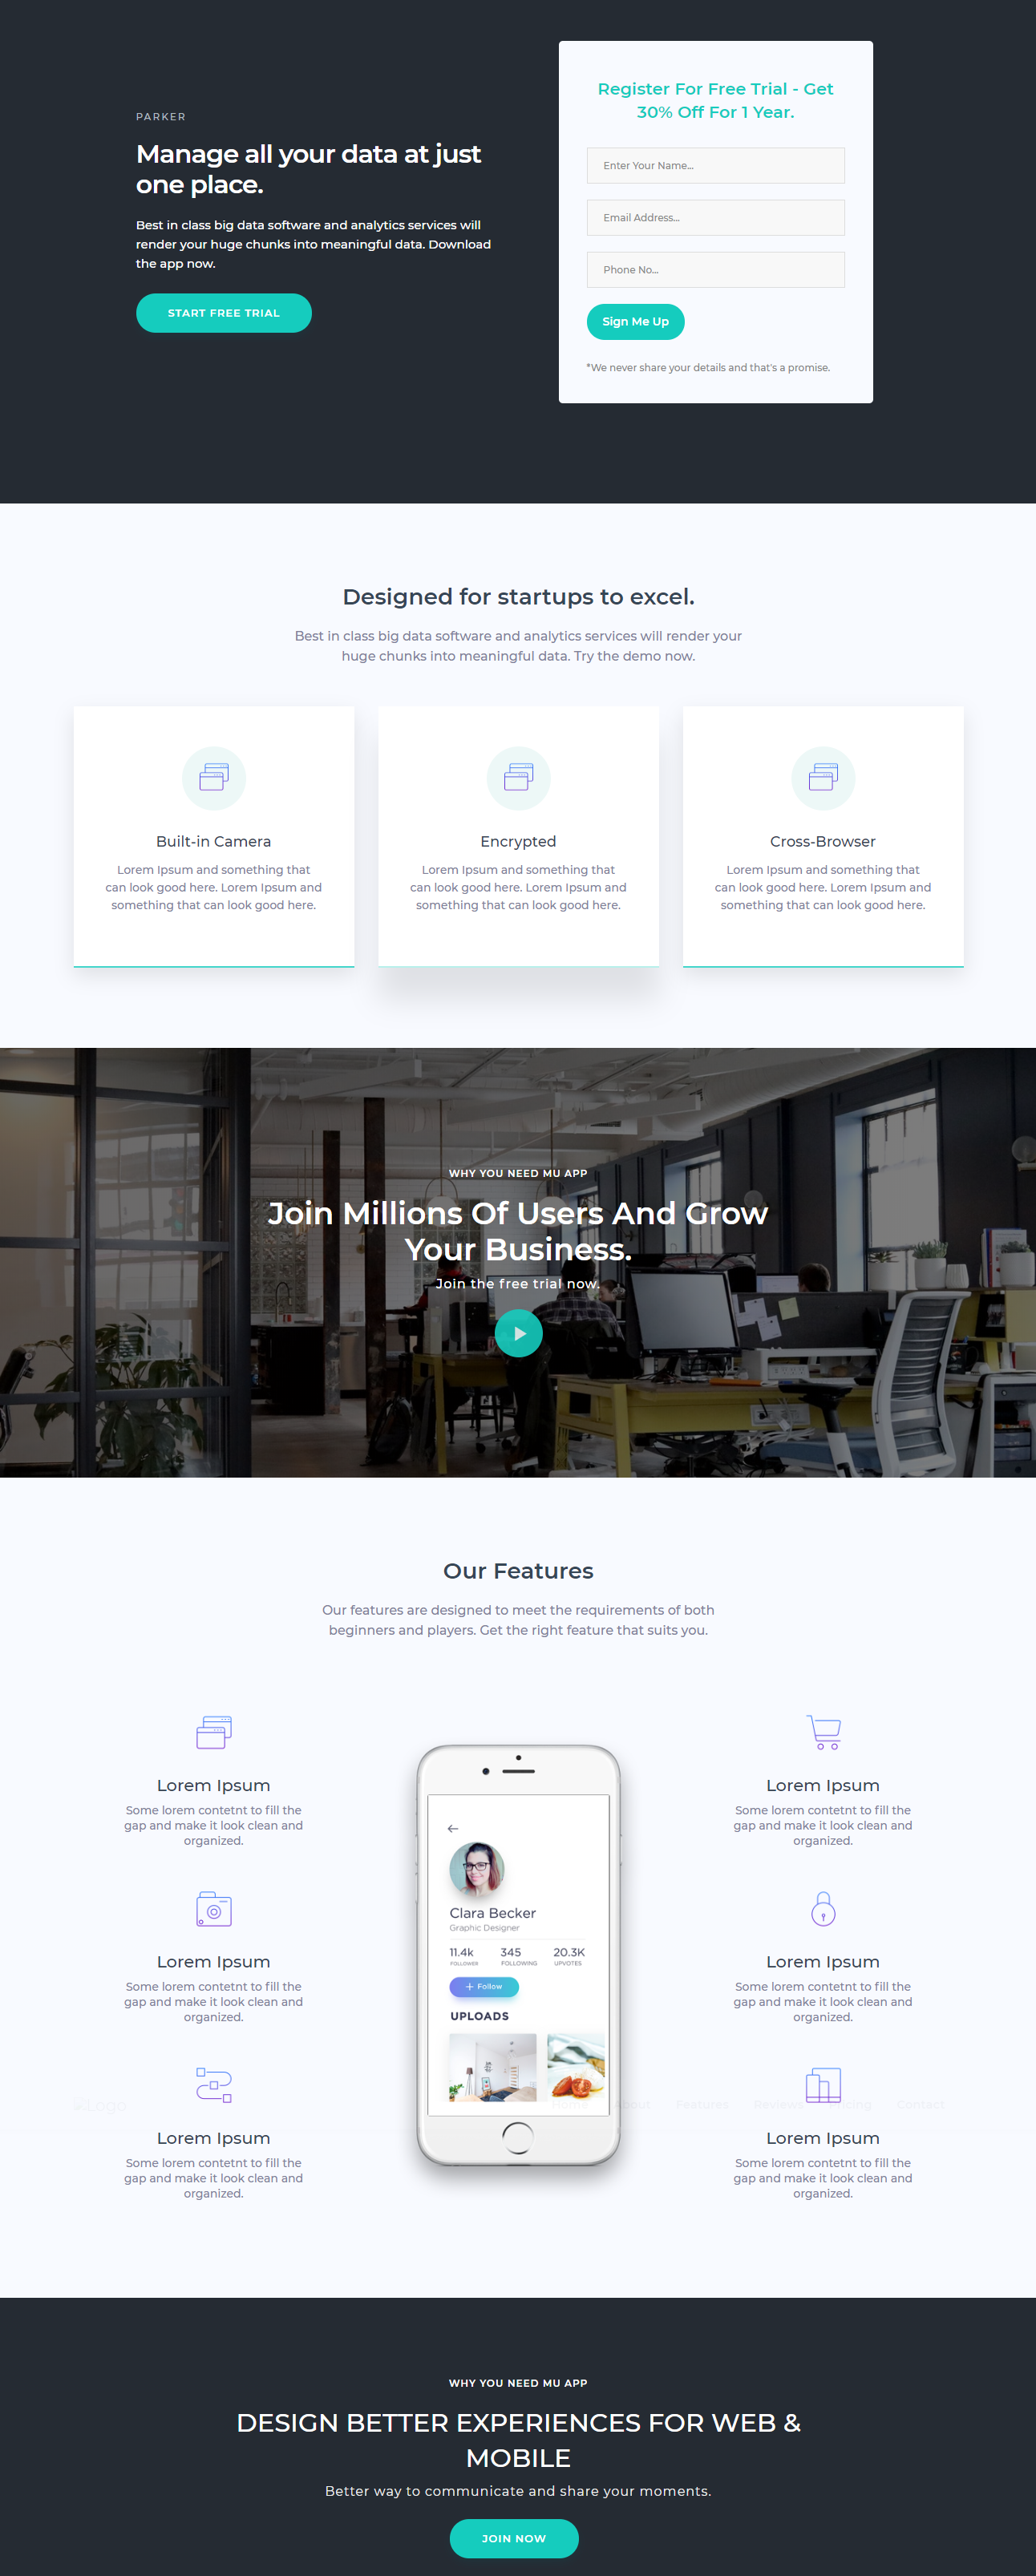 PARKER
Manage all your data at just
one place.
Best in class big data software and analytics services will
render your huge chunks into meaningful data. Download
the app now.
START FREE TRIAL
Register For Free Trial - Get
30% Off For 1 Year.
Enter Your Name...
Email Address...
Phone No...
Sign Me Up
*We never share your details and that's a promise.
Designed for startups to excel.
Best in class big data software and analytics services will render your
huge chunks into meaningful data. Try the demo now.
Built-in Camera
Lorem Ipsum and something that
can look good here. Lorem Ipsum and
something that can look good here.
Encrypted
Lorem Ipsum and something that
can look good here. Lorem Ipsum and
something that can look good here.
Cross-Browser
Lorem Ipsum and something that
can look good here. Lorem Ipsum and
something that can look good here.
WHY YOU NEED MU APP
Join Millions Of Users And Grow
Your Business.
Join the free trial now.
Our Features
Our features are designed to meet the requirements of both
beginners and players. Get the right feature that suits you.
Lorem Ipsum
Some lorem contetnt to fill the
gap and make it look clean and
organized.
Lorem Ipsum
Some lorem contetnt to fill the
gap and make it look clean and
organized.
Lorem Ipsum
Some lorem contetnt to fill the
gap and make it look clean and
organized.
Clara Becker
Graphic Designer
11.4k 345 20.3K
FOLLOWER FOLLOWING UPVOTES
+ Follow
UPLOADS
Lorem Ipsum
Some lorem contetnt to fill the
gap and make it look clean and
organized.
Lorem Ipsum
Some lorem contetnt to fill the
gap and make it look clean and
organized.
Home About Features Reviews Contact
Lorem Ipsum
Some lorem contetnt to fill the
gap and make it look clean and
organized.
WHY YOU NEED MU APP
DESIGN BETTER EXPERIENCES FOR WEB &
MOBILE
Better way to communicate and share your moments.
JOIN NOW